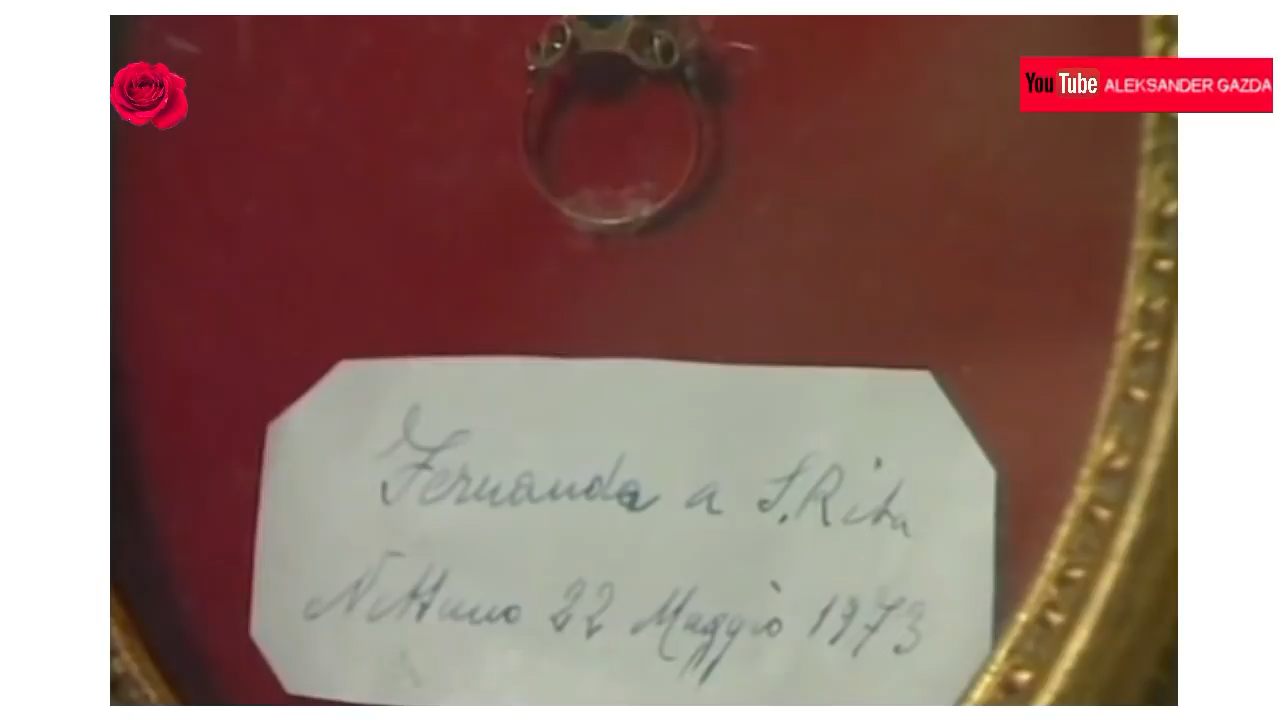 YouTube ALEKSANDER GAZDA
Fernanda a S. Rita
Nettuno 22 Maggio 1973